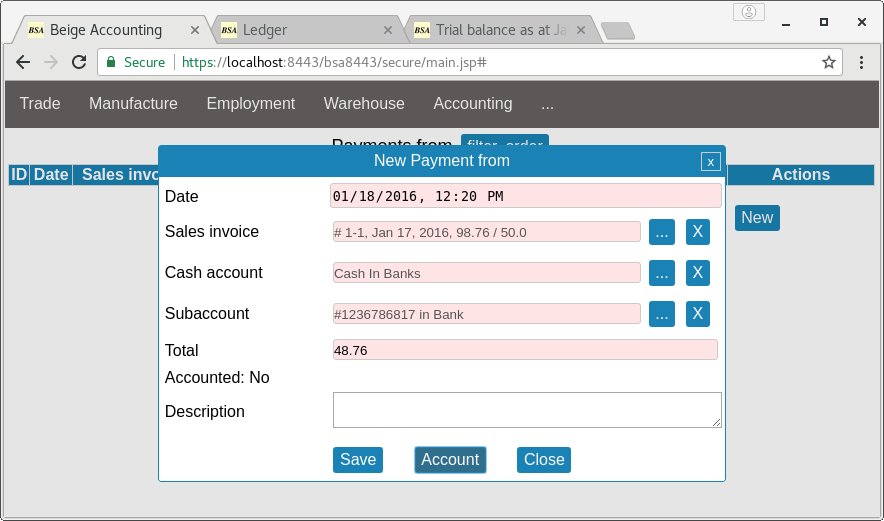 BSA Beige Accounting ×
BSA Ledger ×
BSA Trial balance as at Ja ×
Secure https://localhost:8443/bsa8443/secure/main.jsp#
Trade Manufacture Employment Warehouse Accounting ...
Payments from filter, order
ID Date Sales invo Actions
New
New Payment from x
Date 01/18/2016, 12:20 PM
Sales invoice # 1-1, Jan 17, 2016, 98.76 / 50.0 ... X
Cash account Cash In Banks ... X
Subaccount #1236786817 in Bank ... X
Total 48.76
Accounted: No
Description
Save Account Close